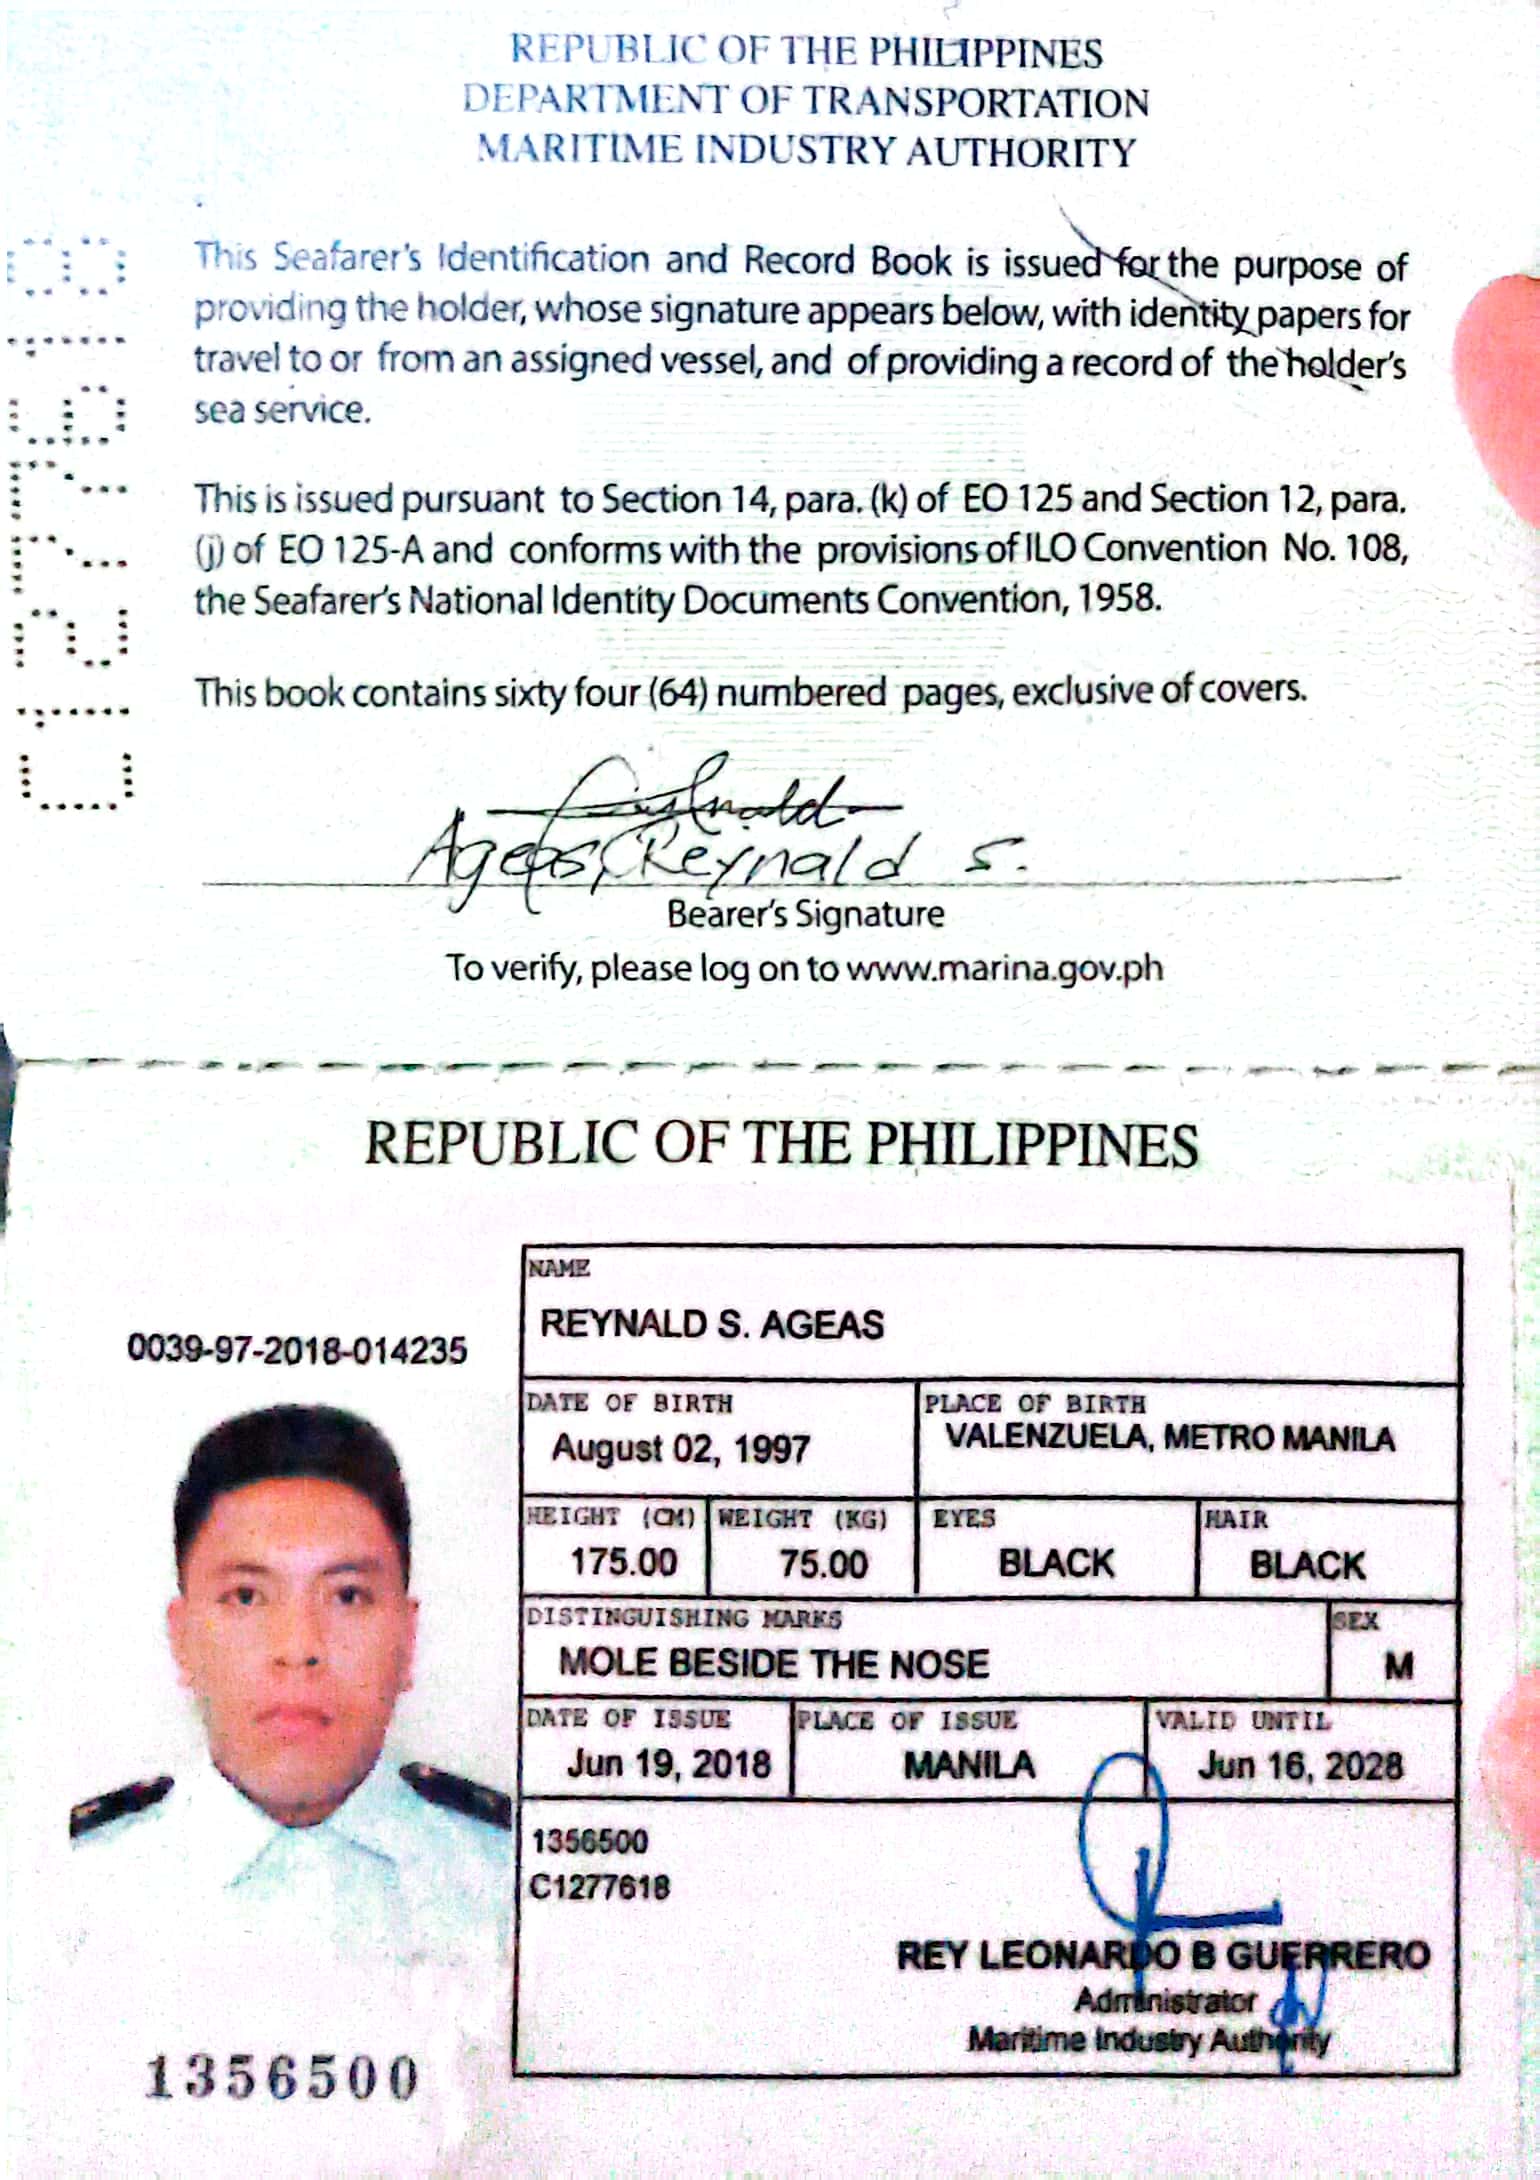 REPUBLIC OF THE PHILIPPINES
DEPARTMENT OF TRANSPORTATION
MARITIME INDUSTRY AUTHORITY
This Seafarer's Identification and Record Book is issued for the purpose of
providing the holder, whose signature appears below, with identity papers for
travel to or from an assigned vessel, and of providing a record of the holder's
sea service.
This is issued pursuant to Section 14, para. (k) of EO 125 and Section 12, para.
(j) of EO 125-A and conforms with the provisions of ILO Convention No. 108,
the Seafarer's National Identity Documents Convention, 1958.
This book contains sixty four (64) numbered pages, exclusive of covers.
Ageas, Reynald S.
Bearer's Signature
To verify, please log on to www.marina.gov.ph
C1277618
REPUBLIC OF THE PHILIPPINES
NAME
REYNALD S. AGEAS
0039-97-2018-014235
DATE OF BIRTH PLACE OF BIRTH
August 02, 1997 VALENZUELA, METRO MANILA
HEIGHT (CM) WEIGHT (KG) EYES HAIR
175.00 75.00 BLACK BLACK
DISTINGUISHING MARKS SEX
MOLE BESIDE THE NOSE M
DATE OF ISSUE PLACE OF ISSUE VALID UNTIL
Jun 19, 2018 MANILA Jun 16, 2028
1356500
C1277618
REY LEONARDO B GUERRERO
Administrator
Maritime Industry Authority
1356500